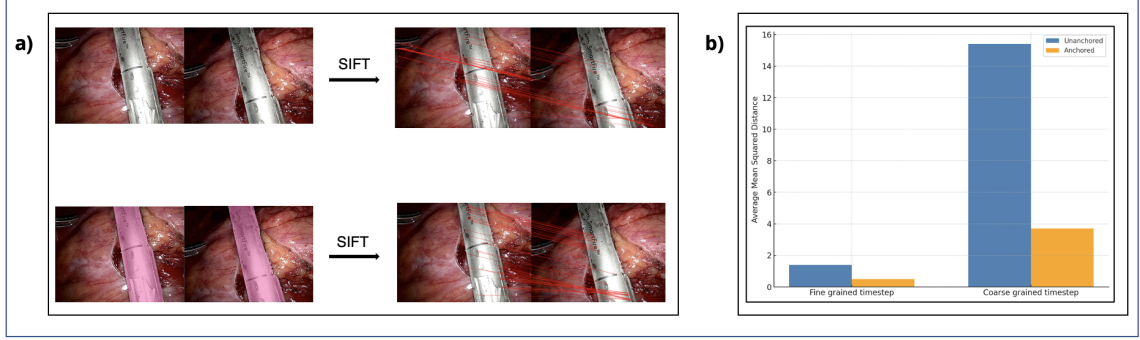 a)
SIFT
SIFT
b)
Average Mean Squared Distance
16
14
12
10
8
6
4
2
0
Unanchored
Anchored
Fine grained timestep
Coarse grained timestep